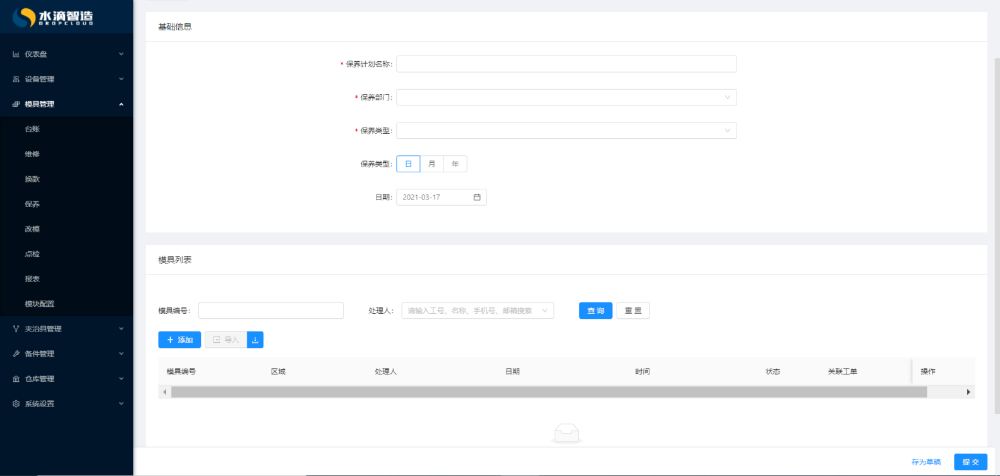 水滴智造
DROPCLOUD
仪表盘
设备管理
模具管理
台账
维修
换款
保养
改模
点检
报表
模块配置
夹治具管理
备件管理
仓库管理
系统设置
基础信息
* 保养计划名称:
* 保养部门:
* 保养类型:
保养类型: 日 月 年
日期: 2021-03-17
模具列表
模具编号: 处理人: 请输入工号、名称、手机号、邮箱搜索 查 询 重 置
+ 添加 导入
模具编号 区域 处理人 日期 时间 状态 关联工单 操作
存为草稿 提 交